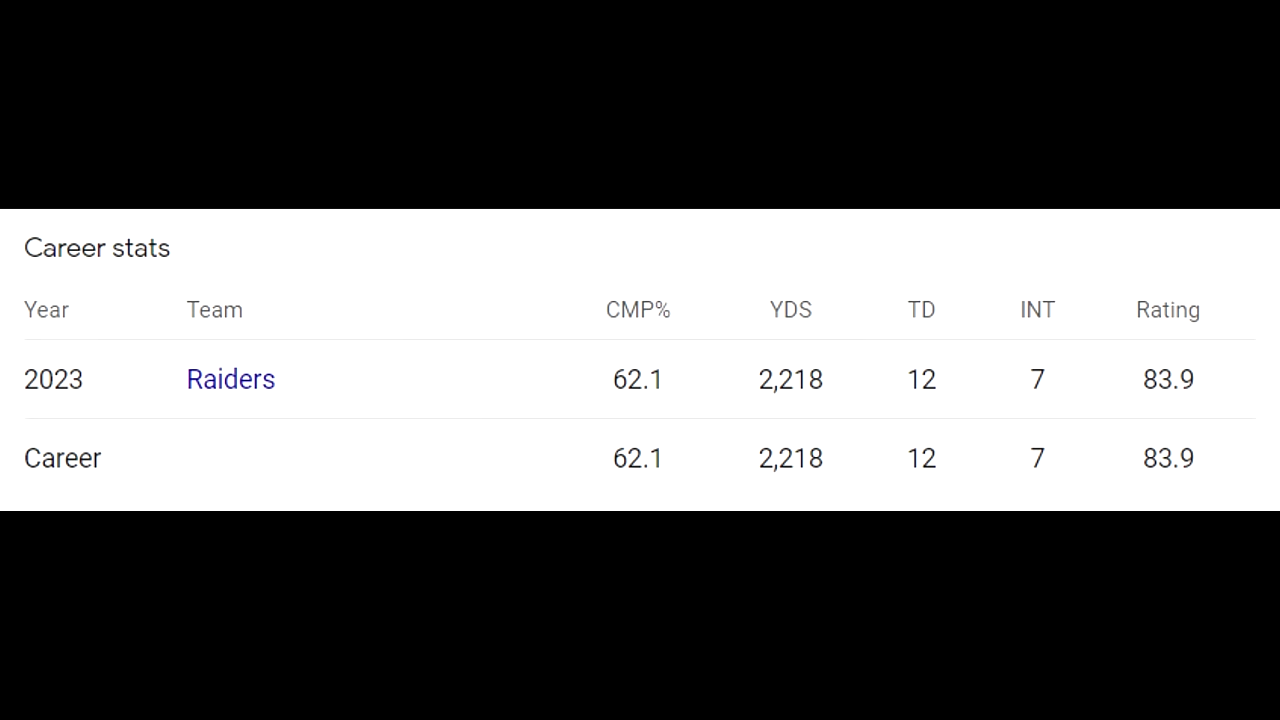 Career stats
Year Team CMP% YDS TD INT Rating
2023 Raiders 62.1 2,218 12 7 83.9
Career 62.1 2,218 12 7 83.9